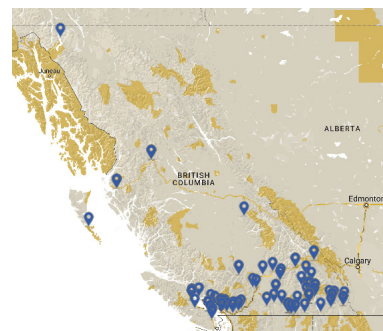 Juneau
ALBERTA
BRITISH
COLUMBIA
Edmonton
Calgary